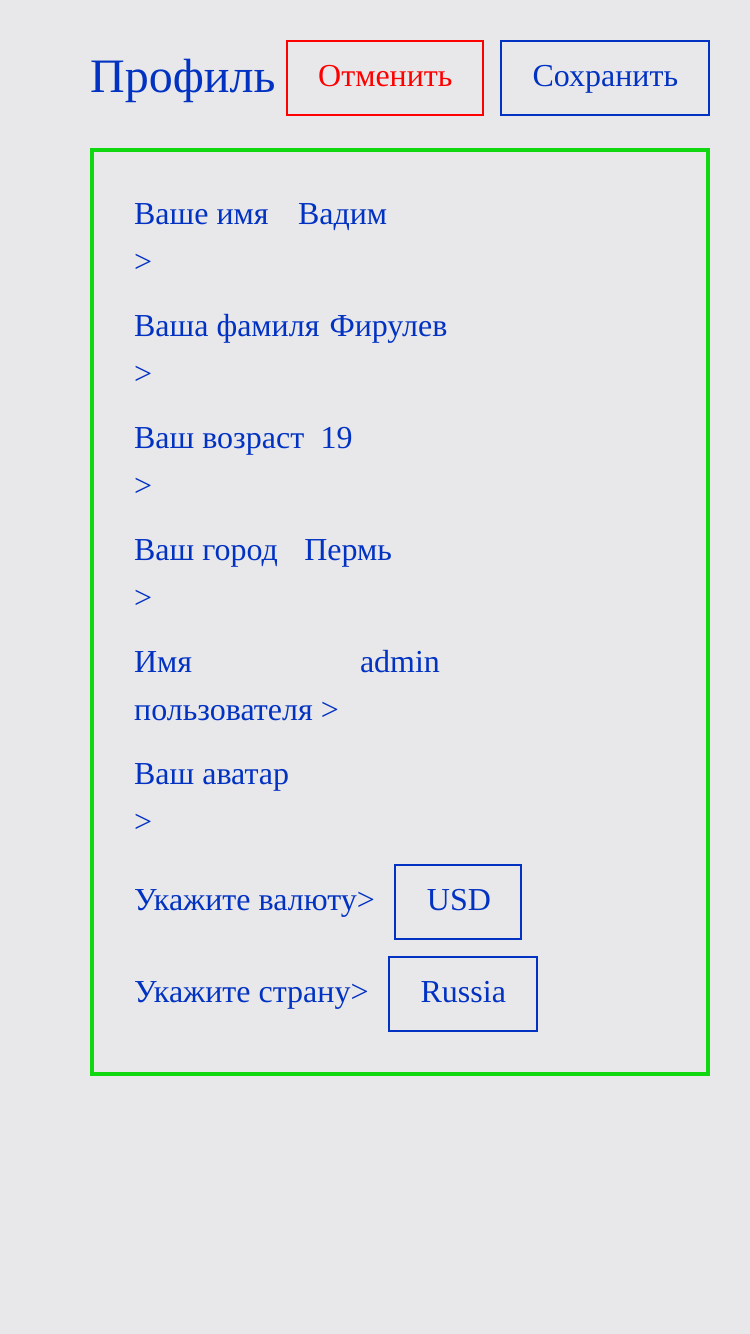 Профиль Отменить Сохранить
Ваше имя Вадим
>
Ваша фамиля Фирулев
>
Ваш возраст 19
>
Ваш город Пермь
>
Имя admin
пользователя >
Ваш аватар
>
Укажите валюту> USD
Укажите страну> Russia